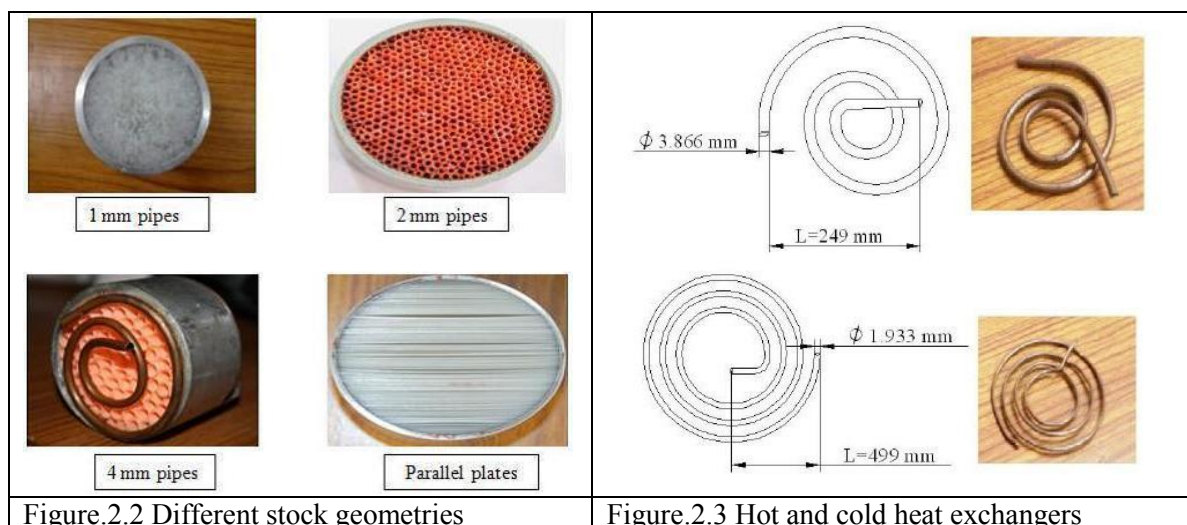 1 mm pipes
2 mm pipes
4 mm pipes
Parallel plates
Figure.2.2 Different stock geometries
ϕ 3.866 mm
L=249 mm
ϕ 1.933 mm
L=499 mm
Figure.2.3 Hot and cold heat exchangers